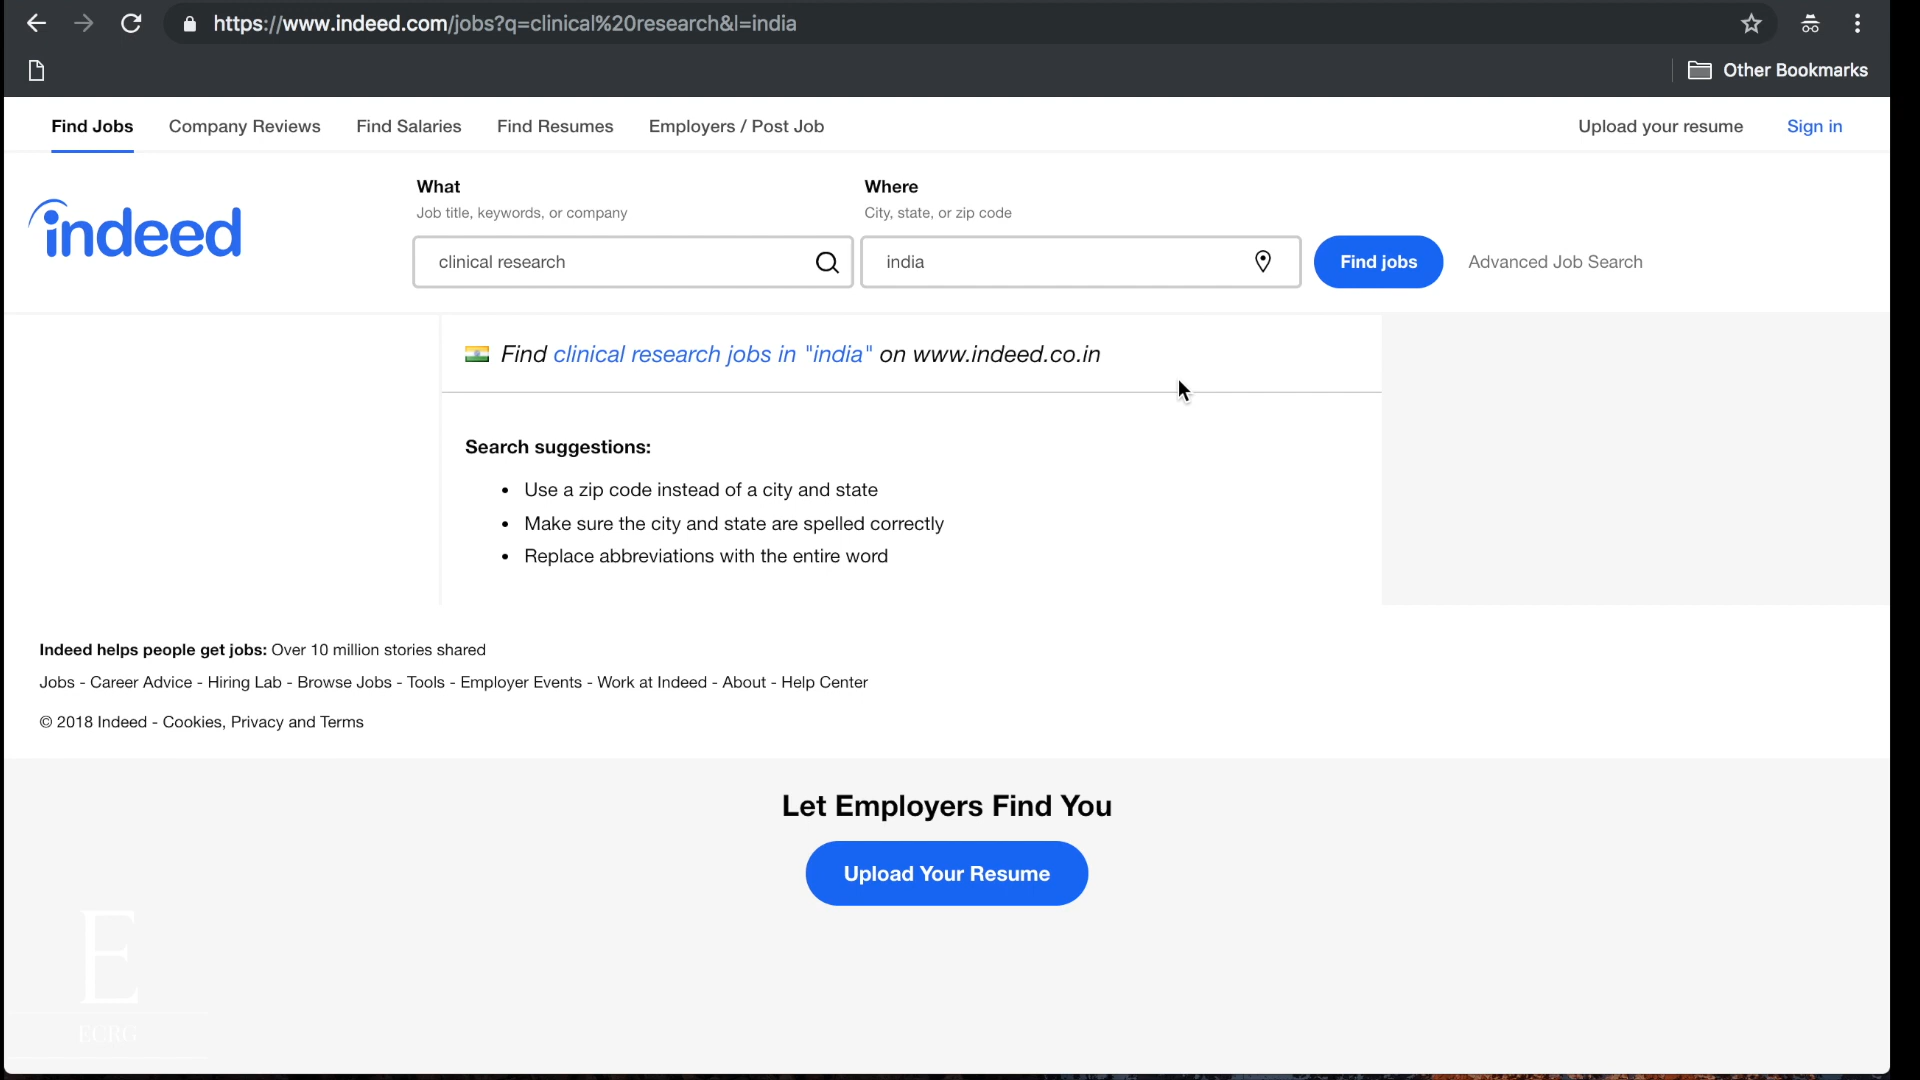 https://www.indeed.com/jobs?q=clinical%20research&l=india
Other Bookmarks
Find Jobs Company Reviews Find Salaries Find Resumes Employers / Post Job Upload your resume Sign in
What Where
Job title, keywords, or company City, state, or zip code
indeed
clinical research india Find jobs Advanced Job Search
Find clinical research jobs in "india" on www.indeed.co.in
Search suggestions:
• Use a zip code instead of a city and state
• Make sure the city and state are spelled correctly
• Replace abbreviations with the entire word
Indeed helps people get jobs: Over 10 million stories shared
Jobs - Career Advice - Hiring Lab - Browse Jobs - Tools - Employer Events - Work at Indeed - About - Help Center
© 2018 Indeed - Cookies, Privacy and Terms
Let Employers Find You
Upload Your Resume
E
ECRG